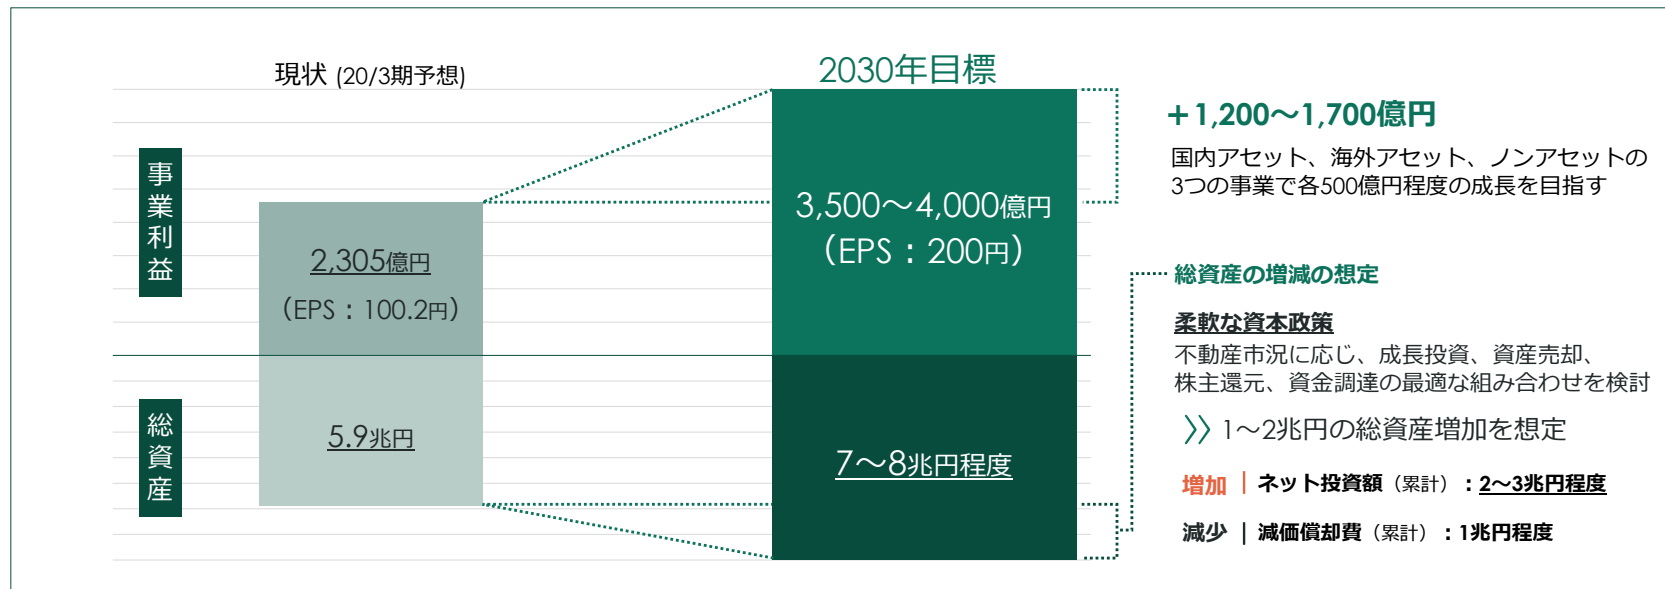 現状 (20/3期予想)
2030年目標
事業利益
2,305億円
(EPS：100.2円)
3,500～4,000億円
(EPS：200円)
+1,200～1,700億円
国内アセット、海外アセット、ノンアセットの
3つの事業で各500億円程度の成長を目指す
総資産
5.9兆円
7～8兆円程度
総資産の増減の想定
柔軟な資本政策
不動産市況に応じ、成長投資、資産売却、
株主還元、資金調達の最適な組み合わせを検討
1～2兆円の総資産増加を想定
増加 | ネット投資額（累計）：2～3兆円程度
減少 | 減価償却費（累計）：1兆円程度